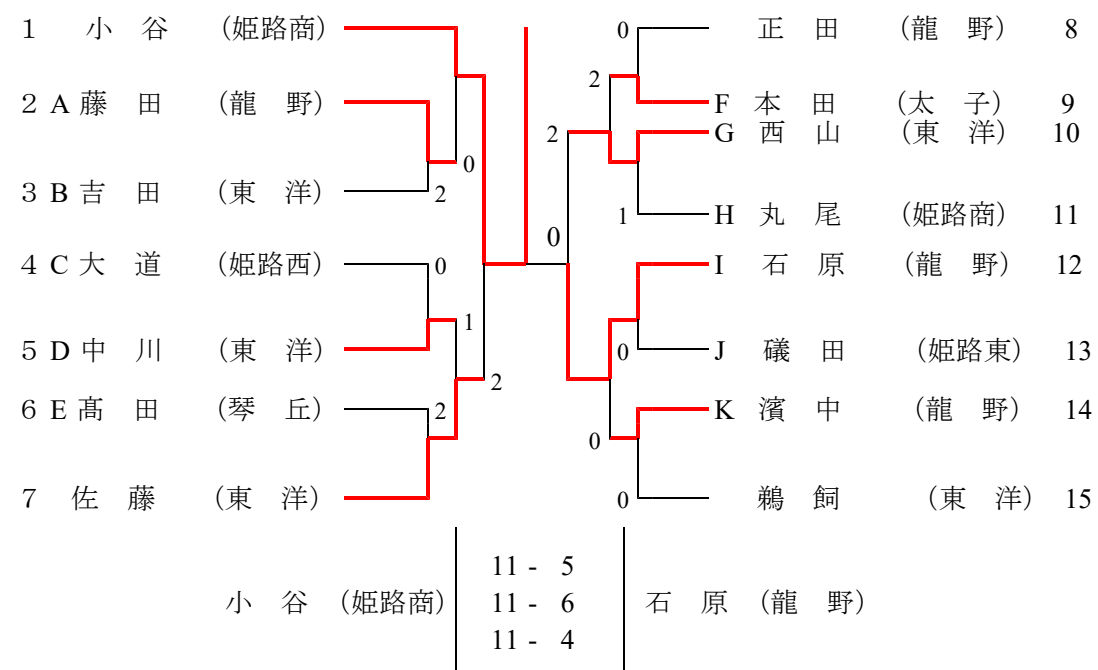 1 小 谷 (姫路商) 0 正 田 (龍 野) 8
2
2 A 藤 田 (龍 野) F 本 田 (太 子) 9
2 G 西 山 (東 洋) 10
0
3 B 吉 田 (東 洋) 2
1 H 丸 尾 (姫路商) 11
0
4 C 大 道 (姫路西) 0 I 石 原 (龍 野) 12
1
5 D 中 川 (東 洋) 0 J 礒 田 (姫路東) 13
2
6 E 髙 田 (琴 丘) 2 K 濱 中 (龍 野) 14
0
7 佐 藤 (東 洋) 0 鵜 飼 (東 洋) 15
11 - 5
小 谷 (姫路商) 11 - 6 石 原 (龍 野)
11 - 4